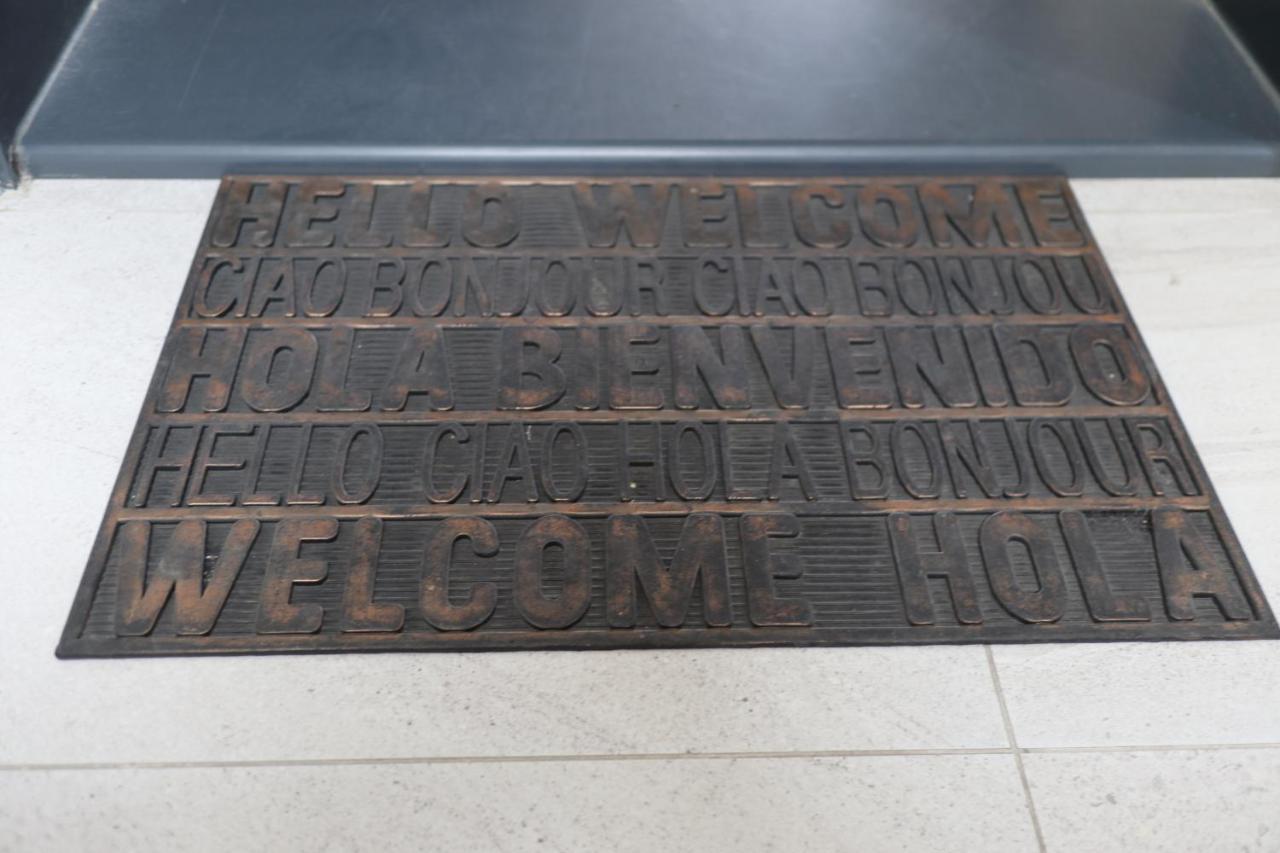 HELLO WELCOME
CIAO BONJOUR CIAO BONJOU
HOLA BIENVENIDO
HELLO CIAO HOLA BONJOUR
WELCOME HOLA